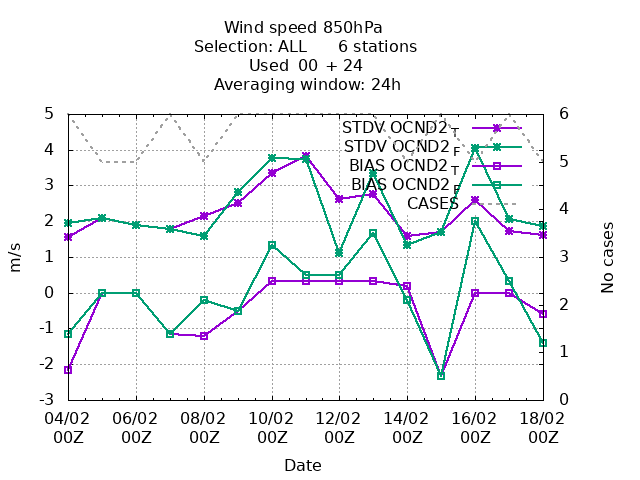 Wind speed 850hPa
Selection: ALL 6 stations
Used 00 + 24
Averaging window: 24h
STDV OCND2_T
STDV OCND2_F
BIAS OCND2_T
BIAS OCND2_F
CASES
m/s
5
4
3
2
1
0
-1
-2
-3
6
5
4
3
2
1
0
No cases
04/02 06/02 08/02 10/02 12/02 14/02 16/02 18/02
00Z 00Z 00Z 00Z 00Z 00Z 00Z 00Z
Date